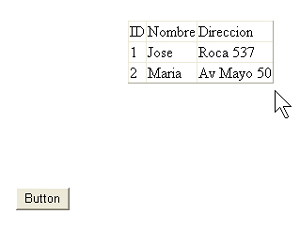 ID Nombre Direccion
1 Jose Roca 537
2 Maria Av Mayo 50
Button